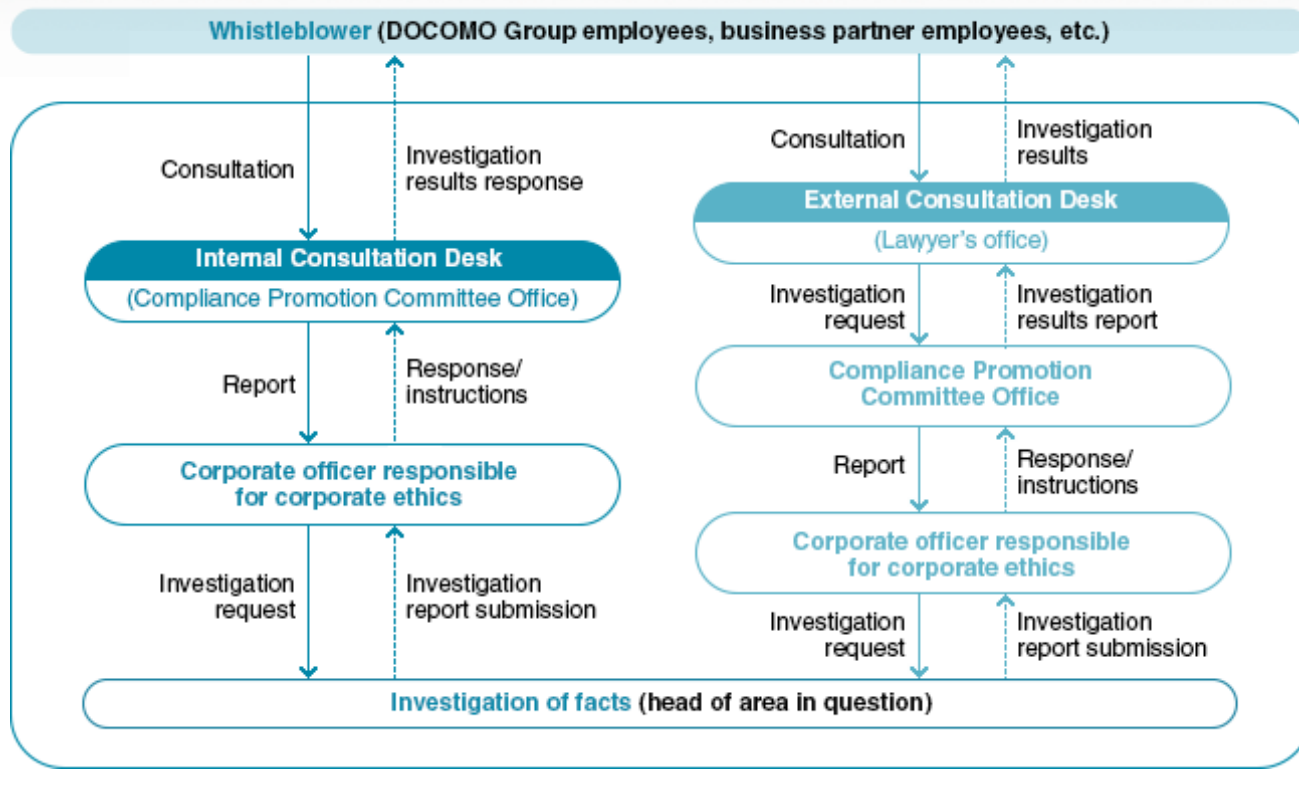 Whistleblower (DOCOMO Group employees, business partner employees, etc.)
Consultation
Investigation
results response
Internal Consultation Desk
(Compliance Promotion Committee Office)
Report
Response/
instructions
Corporate officer responsible
for corporate ethics
Investigation
request
Investigation
report submission
Consultation
Investigation
results
External Consultation Desk
(Lawyer's office)
Investigation
request
Investigation
results report
Compliance Promotion
Committee Office
Report
Response/
instructions
Corporate officer responsible
for corporate ethics
Investigation
request
Investigation
report submission
Investigation of facts (head of area in question)